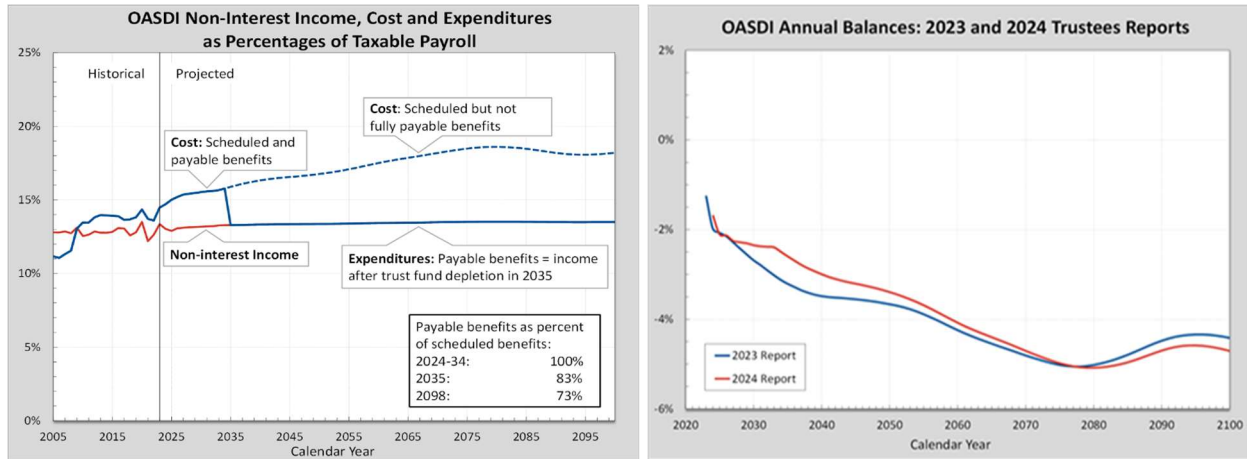 OASDI Non-Interest Income, Cost and Expenditures
as Percentages of Taxable Payroll
25%
20%
15%
10%
5%
0%
Historical
Projected
Cost: Scheduled and
payable benefits
Cost: Scheduled but not
fully payable benefits
Non-interest Income
Expenditures: Payable benefits = income
after trust fund depletion in 2035
Payable benefits as percent
of scheduled benefits:
2024-34: 100%
2035: 83%
2098: 73%
2005 2015 2025 2035 2045 2055 2065 2075 2085 2095
Calendar Year
OASDI Annual Balances: 2023 and 2024 Trustees Reports
2%
0%
-2%
-4%
-6%
2023 Report
2024 Report
2020 2030 2040 2050 2060 2070 2080 2090 2100
Calendar Year